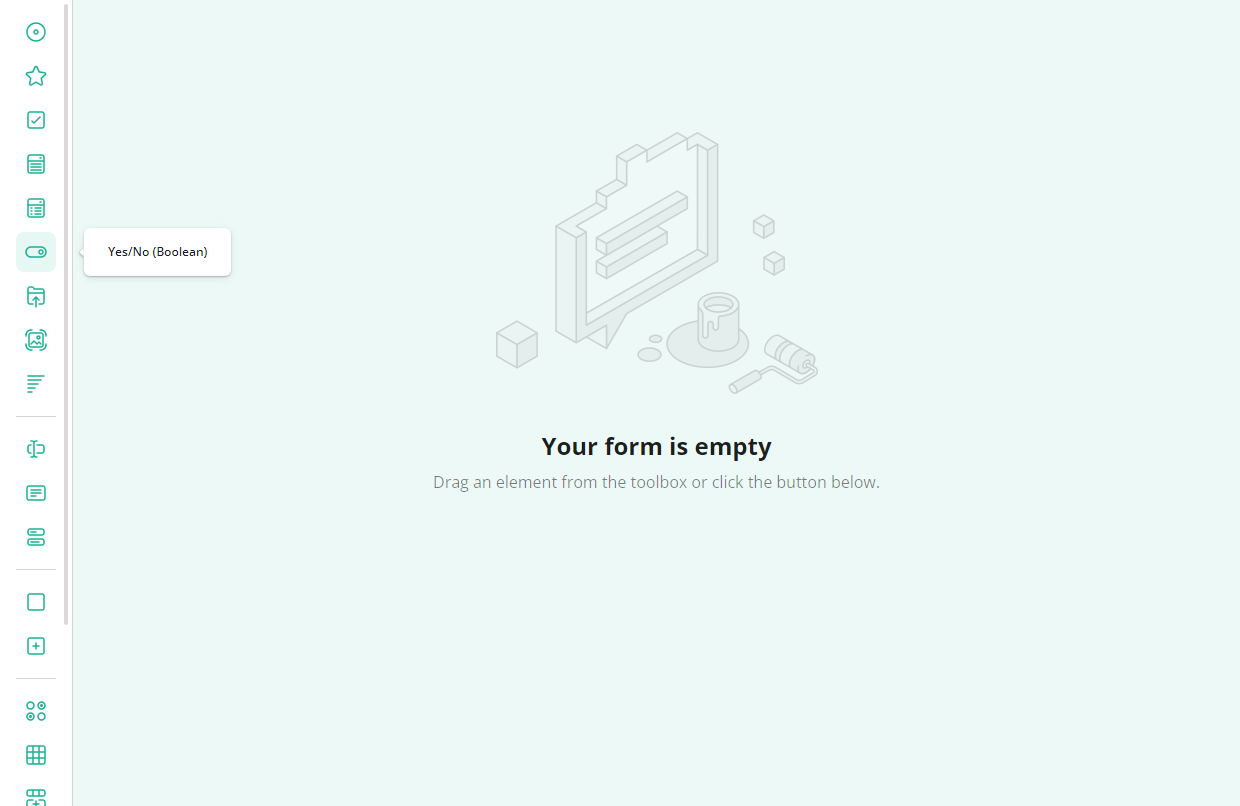 Yes/No (Boolean)
Your form is empty
Drag an element from the toolbox or click the button below.